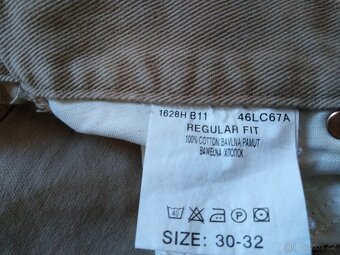 1628H B11 46LC67A
REGULAR FIT
100% COTTON BAVLNA, PAMUT
BAWEŁNA ХЛОПОК
SIZE: 30-32